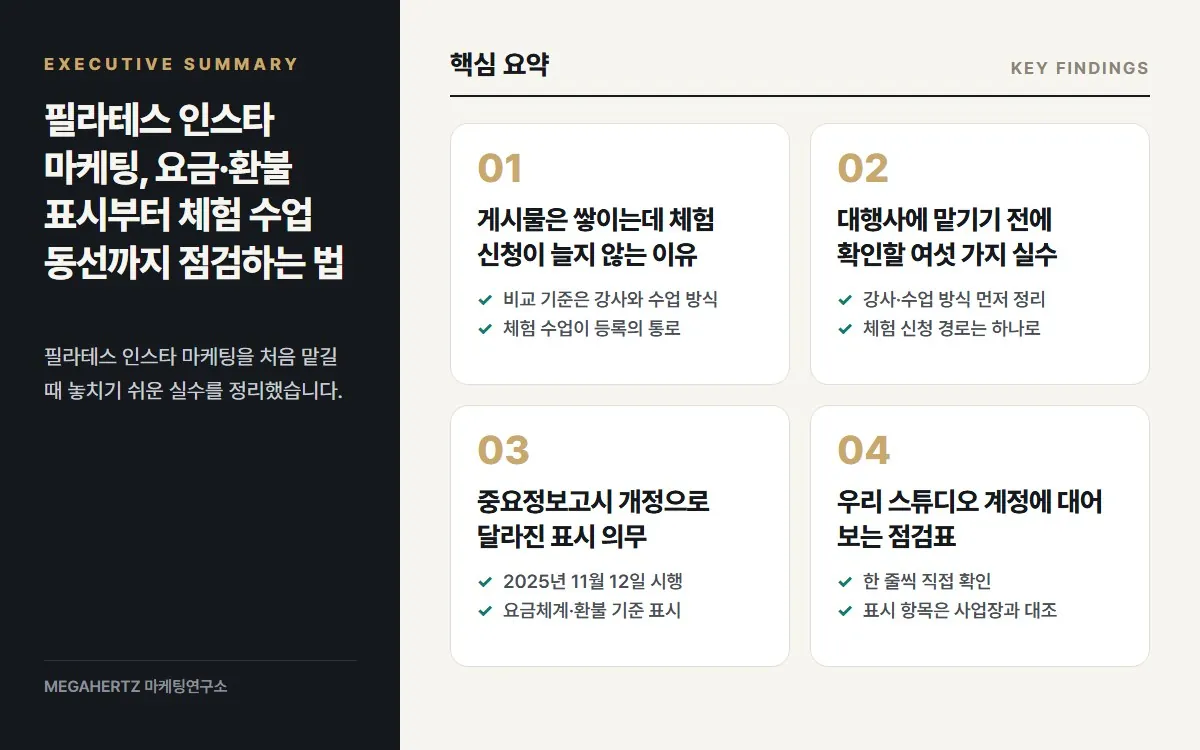 EXECUTIVE SUMMARY
필라테스 인스타
마케팅, 요금·환불
표시부터 체험 수업
동선까지 점검하는 법
필라테스 인스타 마케팅을 처음 맡길
때 놓치기 쉬운 실수를 정리했습니다.
MEGAHERTZ 마케팅연구소
핵심 요약
KEY FINDINGS
01
게시물은 쌓이는데 체험
신청이 늘지 않는 이유
비교 기준은 강사와 수업 방식
체험 수업이 등록의 통로
02
대행사에 맡기기 전에
확인할 여섯 가지 실수
강사·수업 방식 먼저 정리
체험 신청 경로는 하나로
03
중요정보고시 개정으로
달라진 표시 의무
2025년 11월 12일 시행
요금체계·환불 기준 표시
04
우리 스튜디오 계정에 대어
보는 점검표
한 줄씩 직접 확인
표시 항목은 사업장과 대조